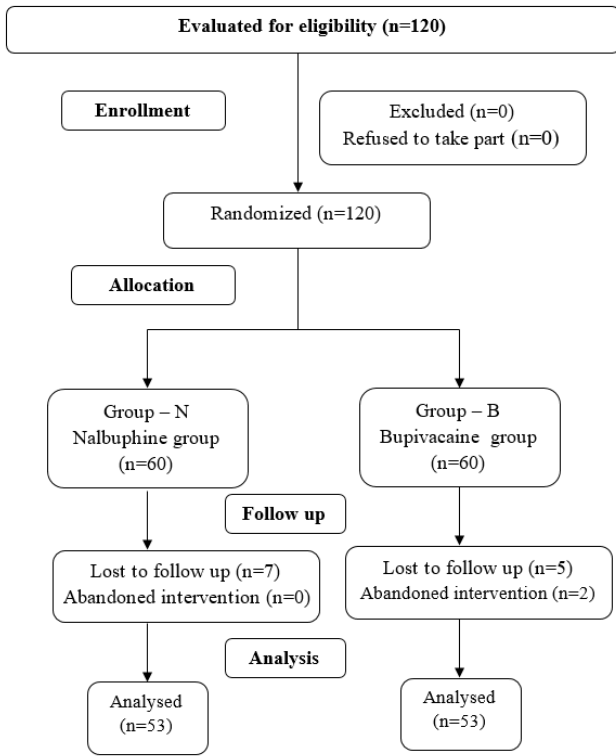 Evaluated for eligibility (n=120)
Enrollment
Excluded (n=0)
Refused to take part (n=0)
Randomized (n=120)
Allocation
Group – N
Nalbuphine group
(n=60)
Group – B
Bupivacaine group
(n=60)
Follow up
Lost to follow up (n=7)
Abandoned intervention (n=0)
Lost to follow up (n=5)
Abandoned intervention (n=2)
Analysis
Analysed
(n=53)
Analysed
(n=53)